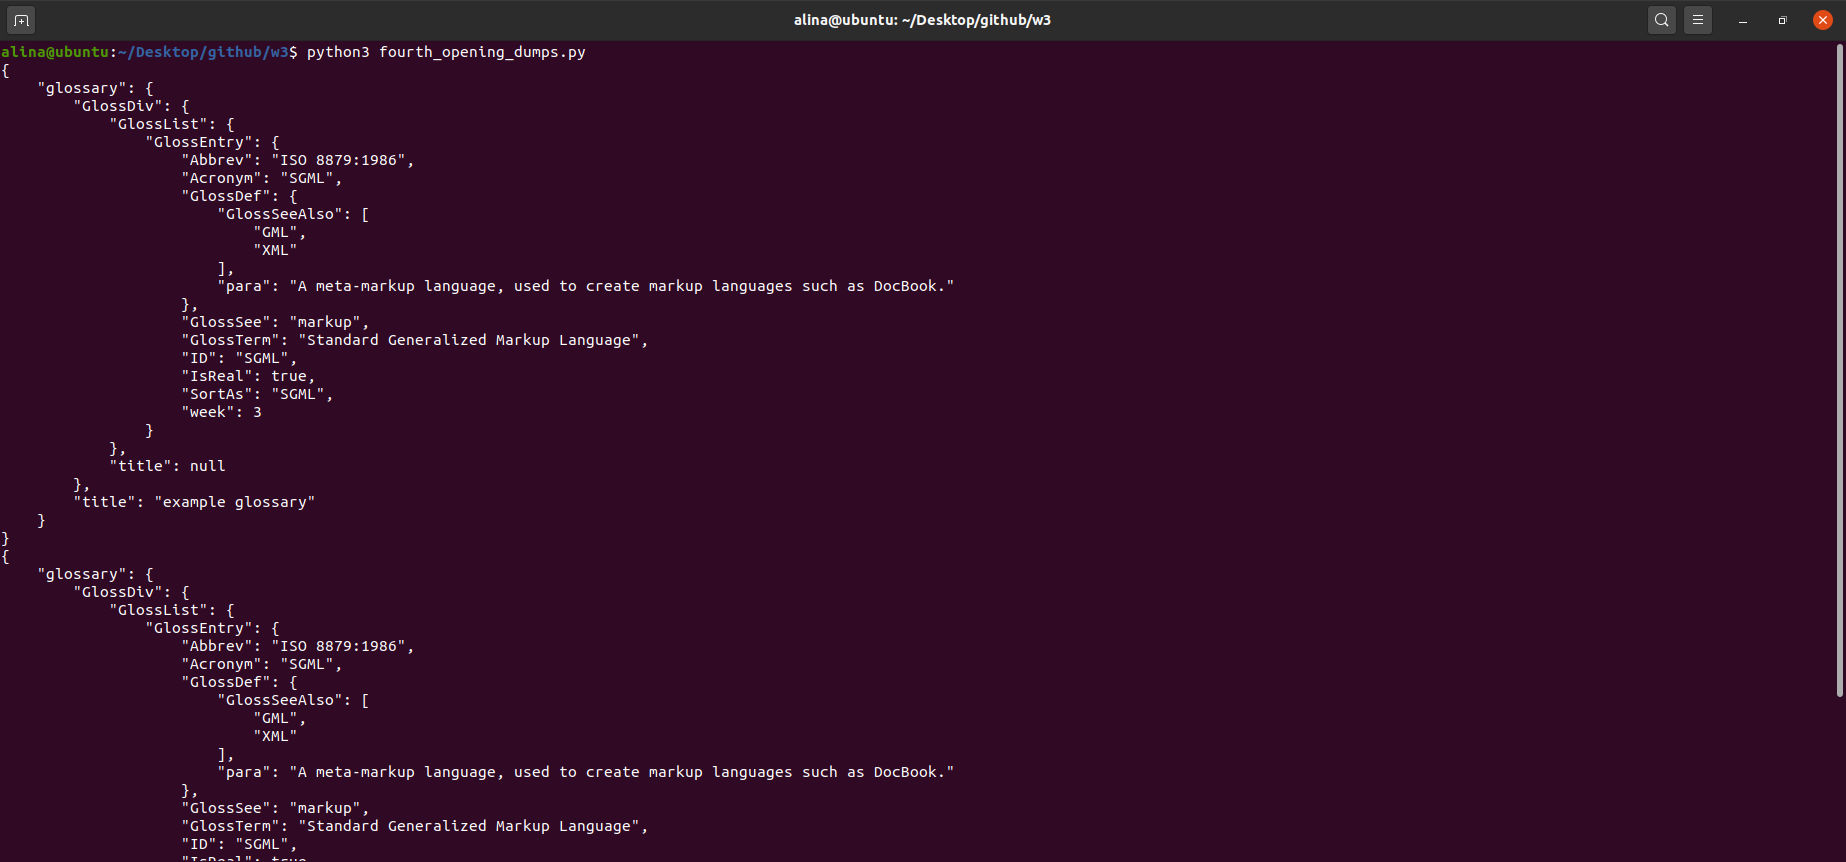 alina@ubuntu: ~/Desktop/github/w3
alina@ubuntu:~/Desktop/github/w3$ python3 fourth_opening_dumps.py
{
    "glossary": {
        "GlossDiv": {
            "GlossList": {
                "GlossEntry": {
                    "Abbrev": "ISO 8879:1986",
                    "Acronym": "SGML",
                    "GlossDef": {
                        "GlossSeeAlso": [
                            "GML",
                            "XML"
                        ],
                        "para": "A meta-markup language, used to create markup languages such as DocBook."
                    },
                    "GlossSee": "markup",
                    "GlossTerm": "Standard Generalized Markup Language",
                    "ID": "SGML",
                    "IsReal": true,
                    "SortAs": "SGML",
                    "week": 3
                }
            },
            "title": null
        },
        "title": "example glossary"
    }
}
{
    "glossary": {
        "GlossDiv": {
            "GlossList": {
                "GlossEntry": {
                    "Abbrev": "ISO 8879:1986",
                    "Acronym": "SGML",
                    "GlossDef": {
                        "GlossSeeAlso": [
                            "GML",
                            "XML"
                        ],
                        "para": "A meta-markup language, used to create markup languages such as DocBook."
                    },
                    "GlossSee": "markup",
                    "GlossTerm": "Standard Generalized Markup Language",
                    "ID": "SGML",
                    "IsReal": true